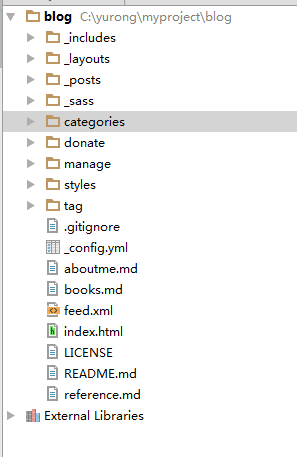 blog C:\yurong\myproject\blog
_includes
_layouts
_posts
_sass
categories
donate
manage
styles
tag
.gitignore
_config.yml
aboutme.md
books.md
feed.xml
index.html
LICENSE
README.md
reference.md
External Libraries